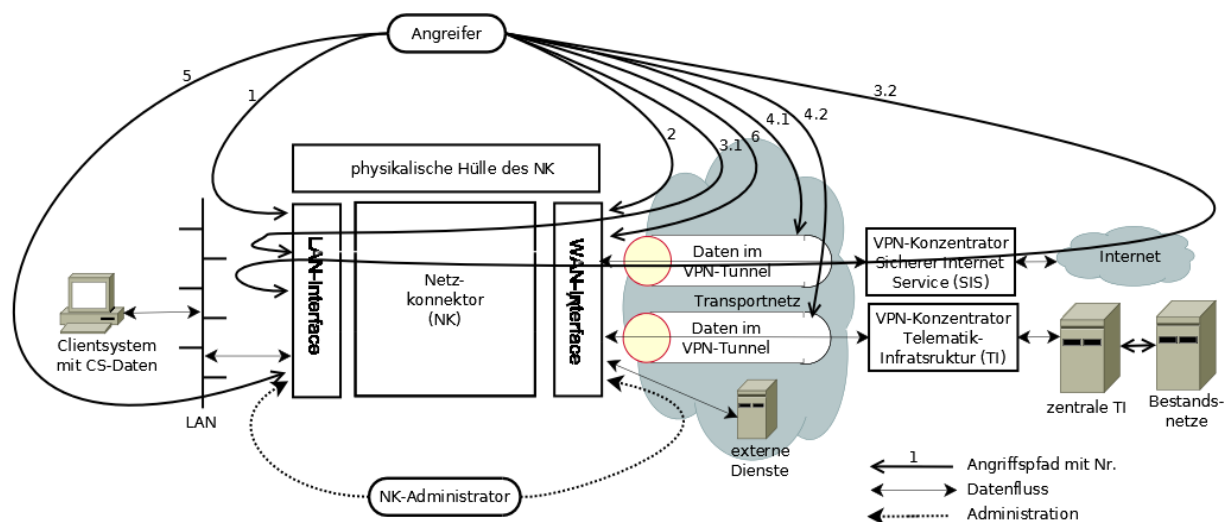 Angreifer
5
1
2
3.1
6
4.1
4.2
3.2
physikalische Hülle des NK
LAN-Interface
Netz-
konnektor
(NK)
WAN-Interface
Daten im
VPN-Tunnel
Transportnetz
Daten im
VPN-Tunnel
VPN-Konzentrator
Sicherer Internet
Service (SIS)
Internet
VPN-Konzentrator
Telematik-
Infratsruktur (TI)
Clientsystem
mit CS-Daten
LAN
zentrale TI
Bestands-
netze
externe
Dienste
NK-Administrator
1
Angriffspfad mit Nr.
Datenfluss
Administration